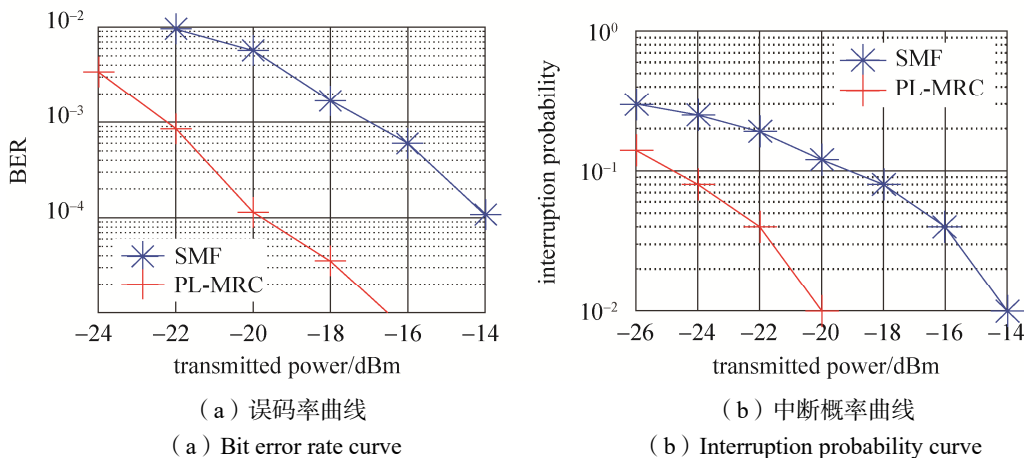 10⁻²
10⁻³
10⁻⁴
BER
SMF
PL-MRC
−24 −22 −20 −18 −16 −14
transmitted power/dBm
（a）误码率曲线
（a）Bit error rate curve
10⁰
10⁻¹
10⁻²
interruption probability
SMF
PL-MRC
−26 −24 −22 −20 −18 −16 −14
transmitted power/dBm
（b）中断概率曲线
（b）Interruption probability curve